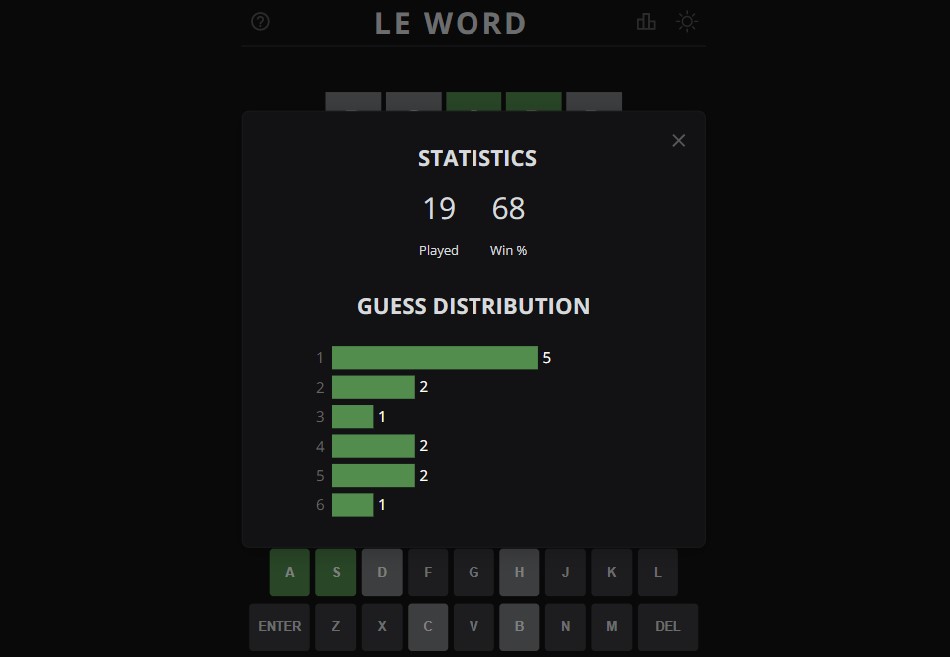 LE WORD
STATISTICS
19 68
Played Win %
GUESS DISTRIBUTION
1 5
2 2
3 1
4 2
5 2
6 1
A S D F G H J K L
ENTER Z X C V B N M DEL